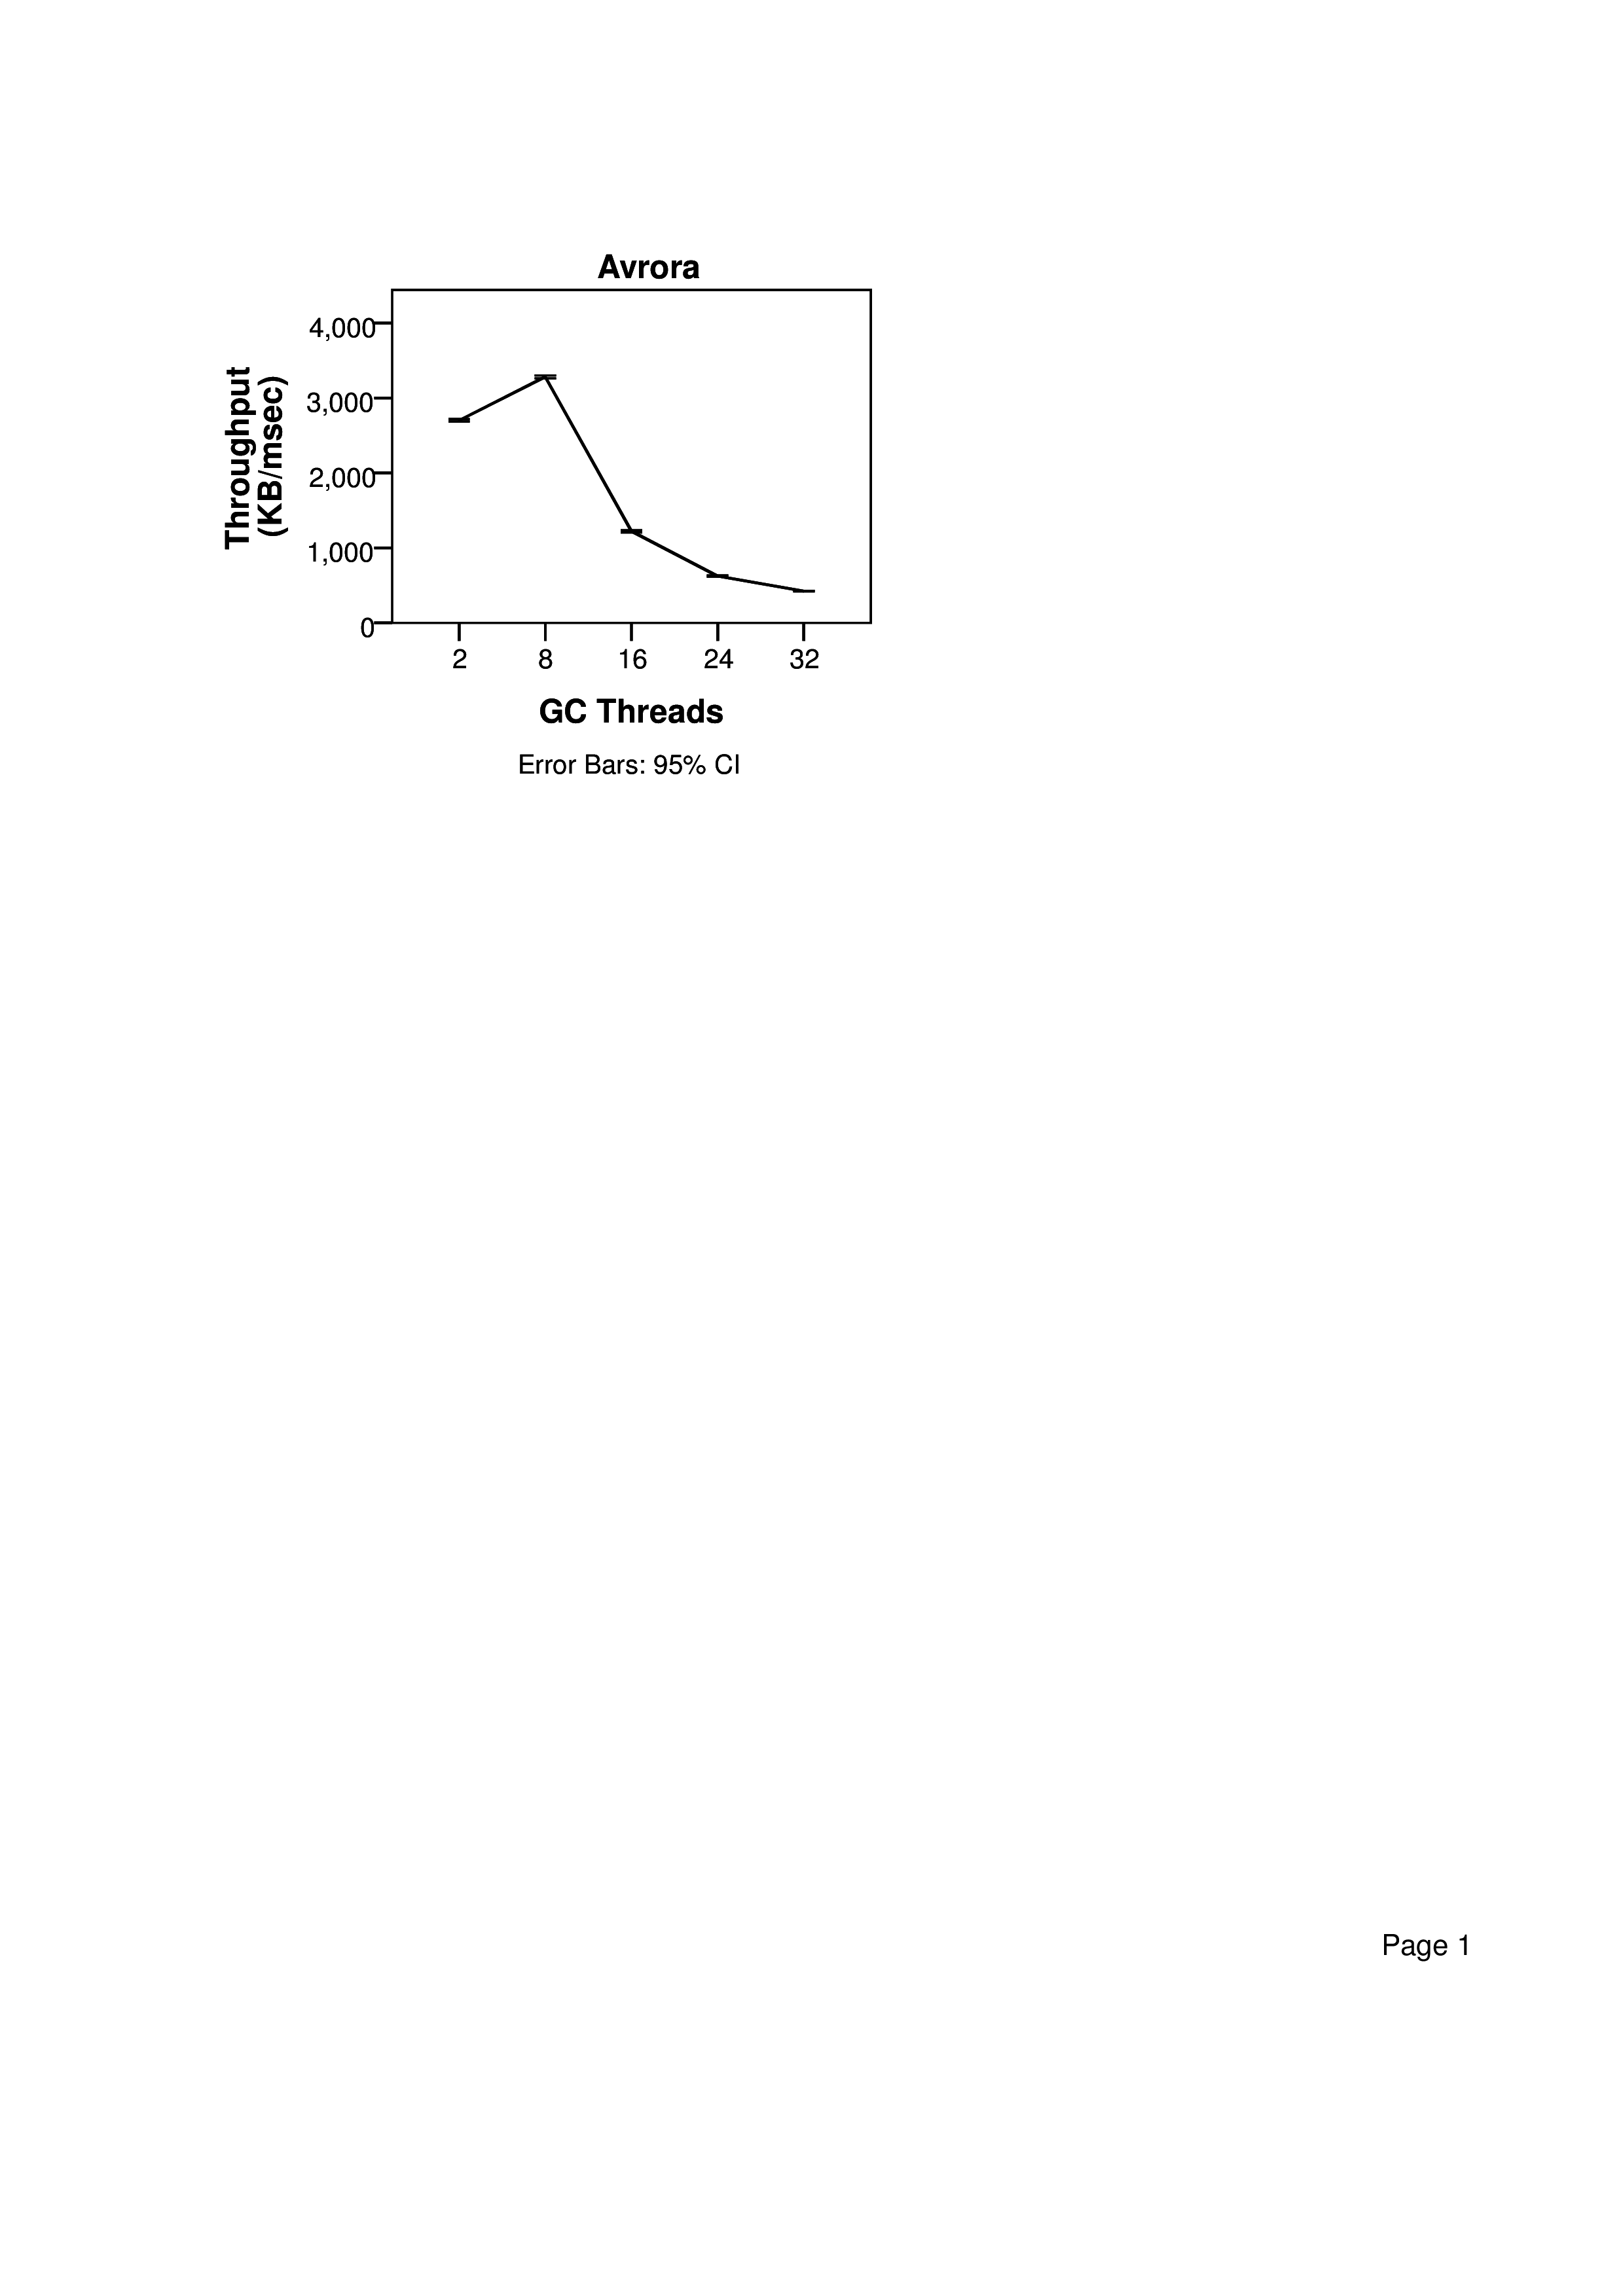 Avrora
Throughput
(KB/msec)
4,000
3,000
2,000
1,000
0
2 8 16 24 32
GC Threads
Error Bars: 95% CI
Page 1